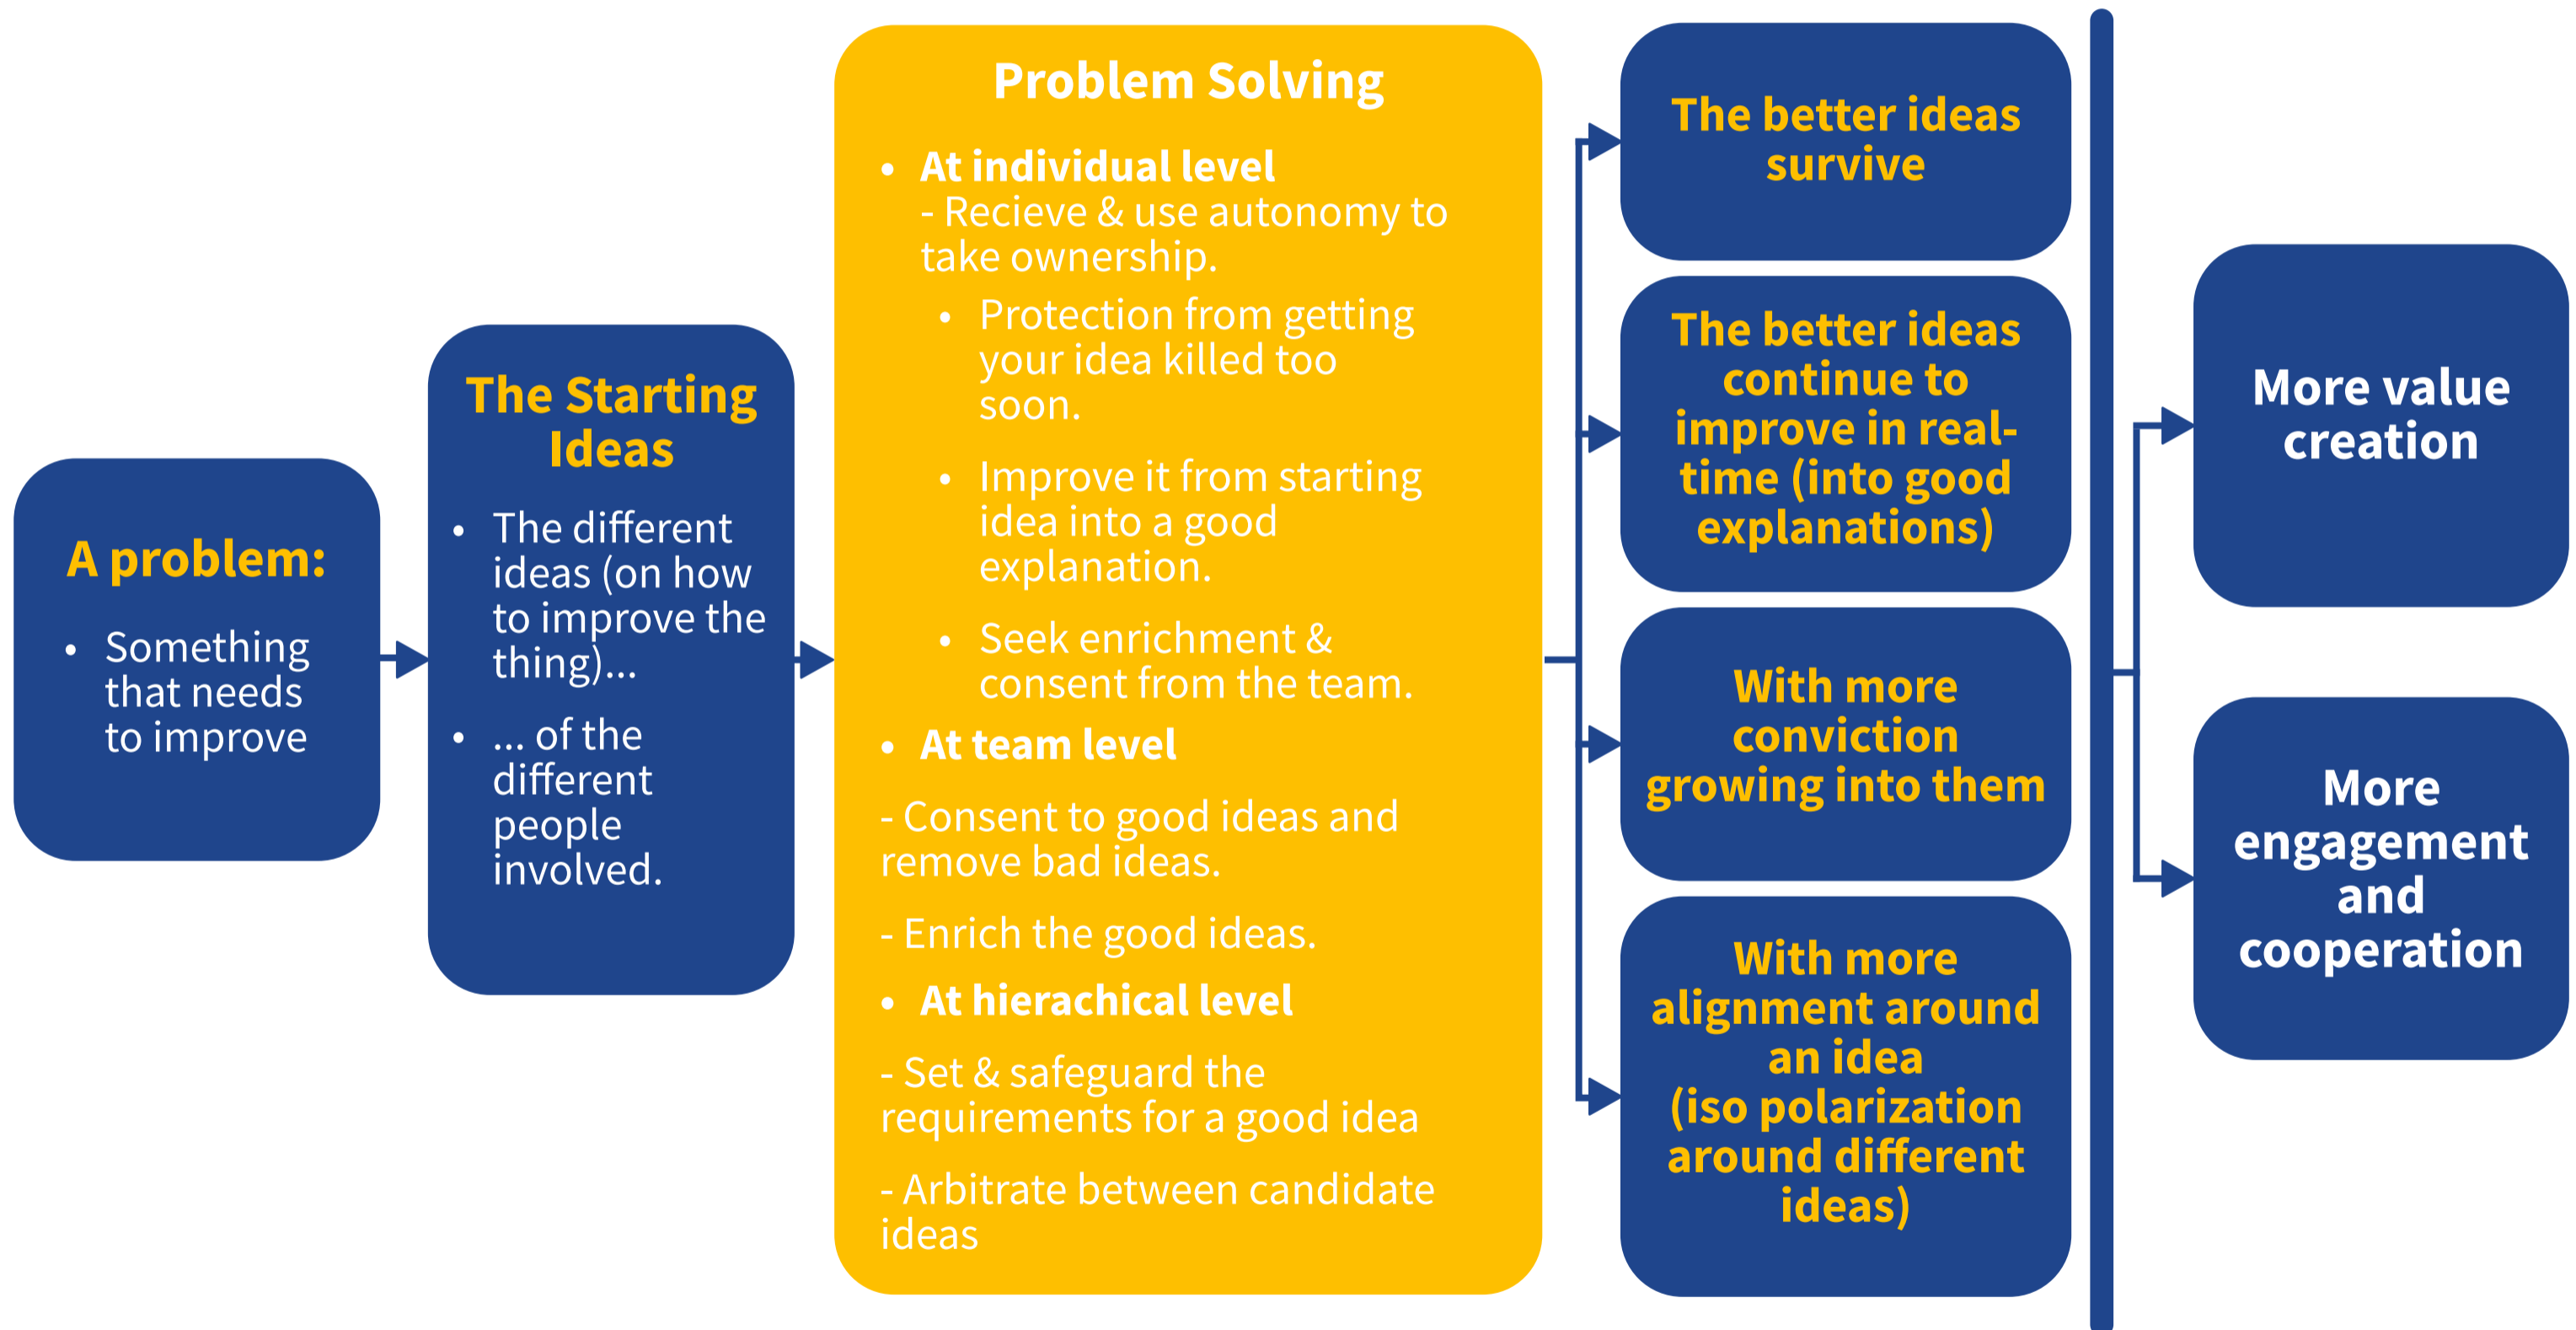 A problem:
• Something
that needs
to improve
The Starting
Ideas
• The different
ideas (on how
to improve the
thing)...
• ... of the
different
people
involved.
Problem Solving
• At individual level
- Recieve & use autonomy to
take ownership.
• Protection from getting
your idea killed too
soon.
• Improve it from starting
idea into a good
explanation.
• Seek enrichment &
consent from the team.
• At team level
- Consent to good ideas and
remove bad ideas.
- Enrich the good ideas.
• At hierachical level
- Set & safeguard the
requirements for a good idea
- Arbitrate between candidate
ideas
The better ideas
survive
The better ideas
continue to
improve in real-
time (into good
explanations)
With more
conviction
growing into them
With more
alignment around
an idea
(iso polarization
around different
ideas)
More value
creation
More
engagement
and
cooperation